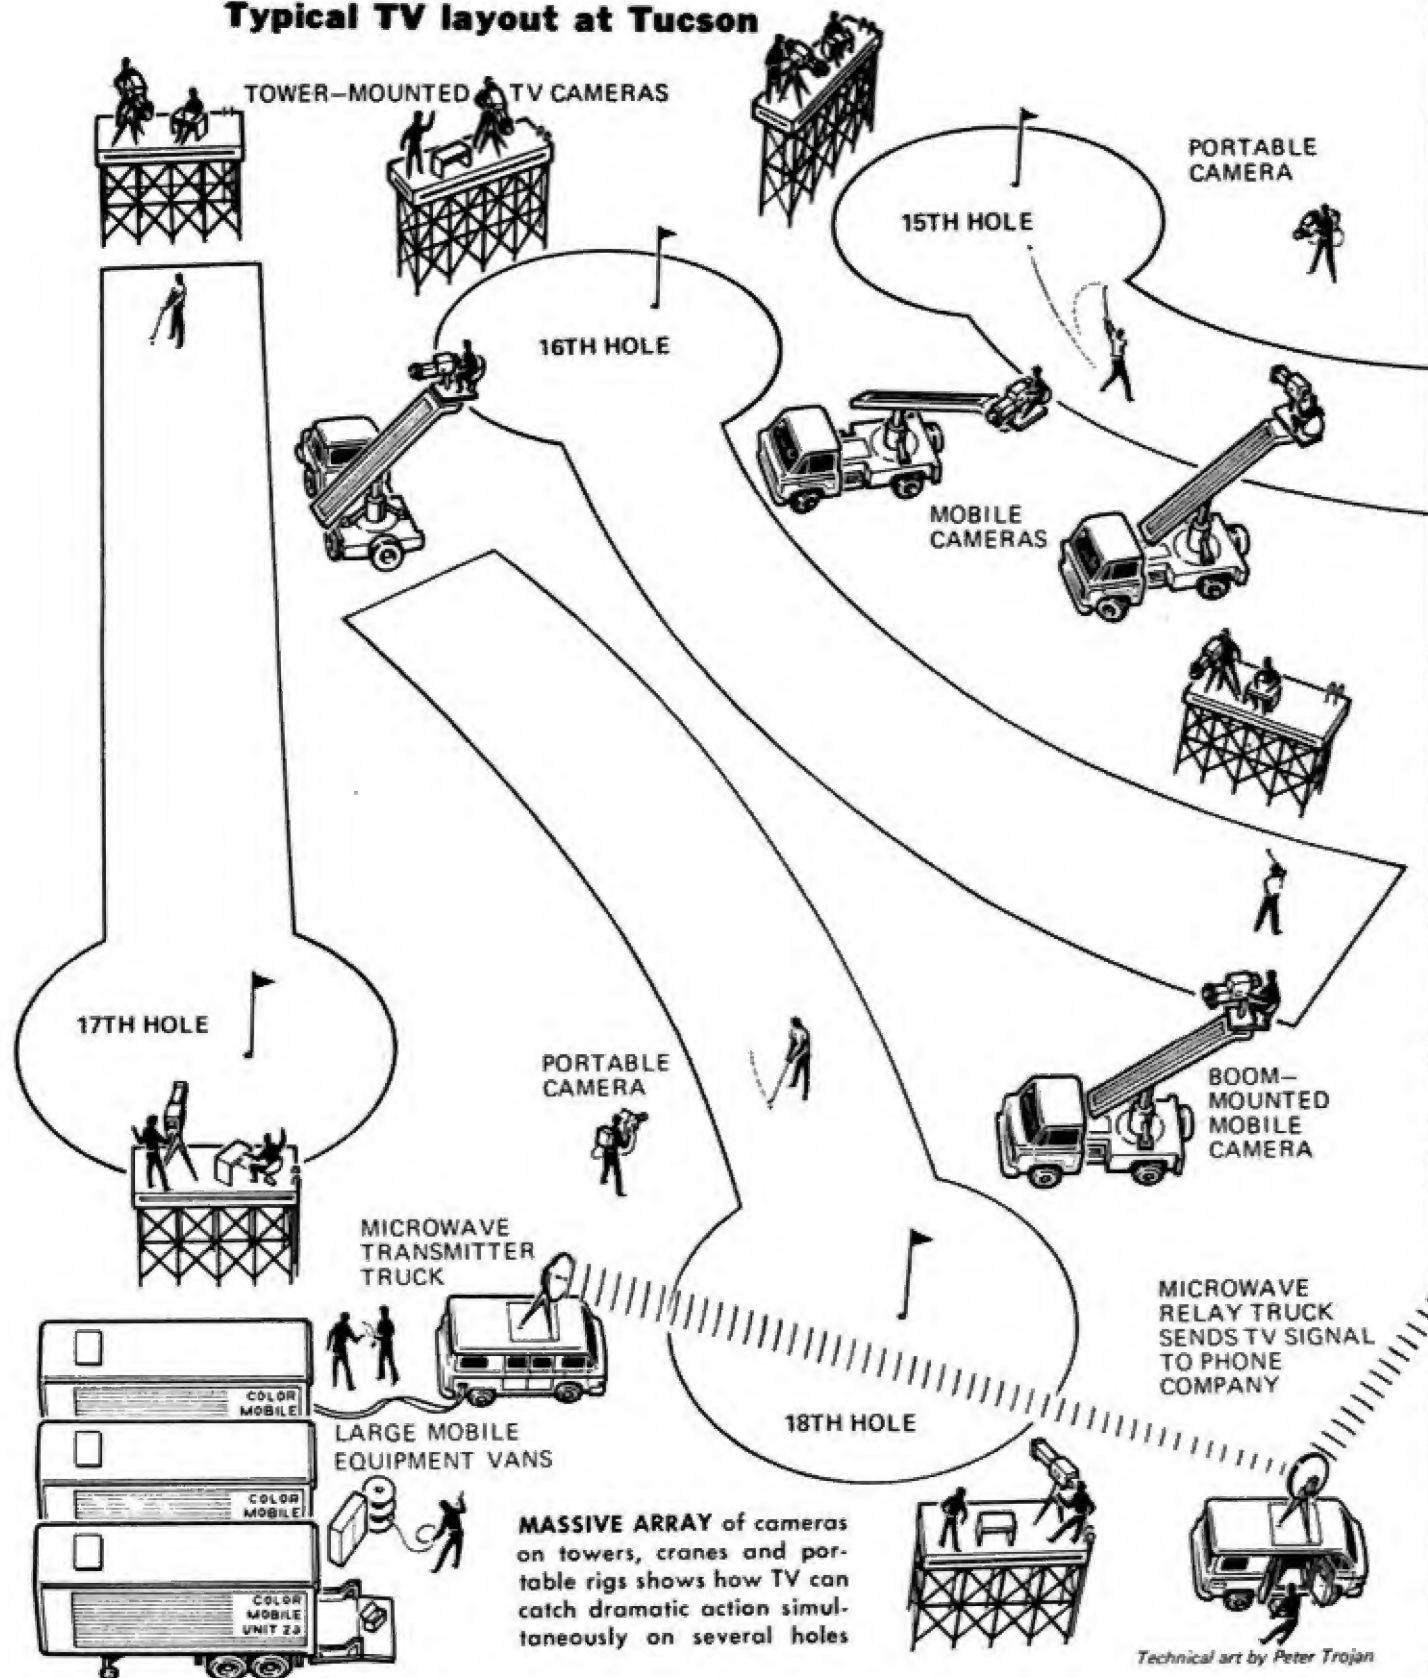 Typical TV layout at Tucson
TOWER—MOUNTED TV CAMERAS
PORTABLE
CAMERA
15TH HOLE
16TH HOLE
MOBILE
CAMERAS
17TH HOLE
PORTABLE
CAMERA
BOOM—
MOUNTED
MOBILE
CAMERA
MICROWAVE
TRANSMITTER
TRUCK
MICROWAVE
RELAY TRUCK
SENDS TV SIGNAL
TO PHONE
COMPANY
COLOR
MOBILE
18TH HOLE
LARGE MOBILE
EQUIPMENT VANS
COLOR
MOBILE
MASSIVE ARRAY of cameras
on towers, cranes and por-
table rigs shows how TV can
catch dramatic action simul-
taneously on several holes
COLOR
MOBILE
UNIT 23
Technical art by Peter Trojan